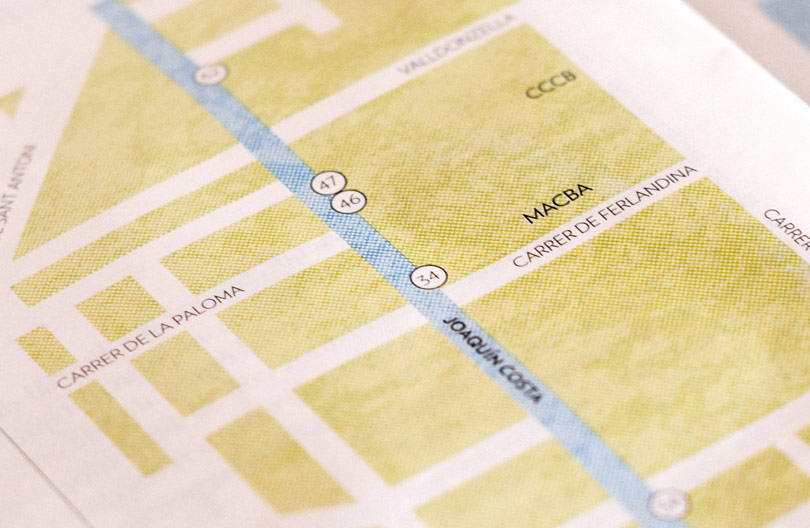 VALLDONZELLA
CCCB
47
46
MACBA
CARRER DE FERLANDINA
CARRER
34
SANT ANTONI
CARRER DE LA PALOMA
JOAQUÍN COSTA